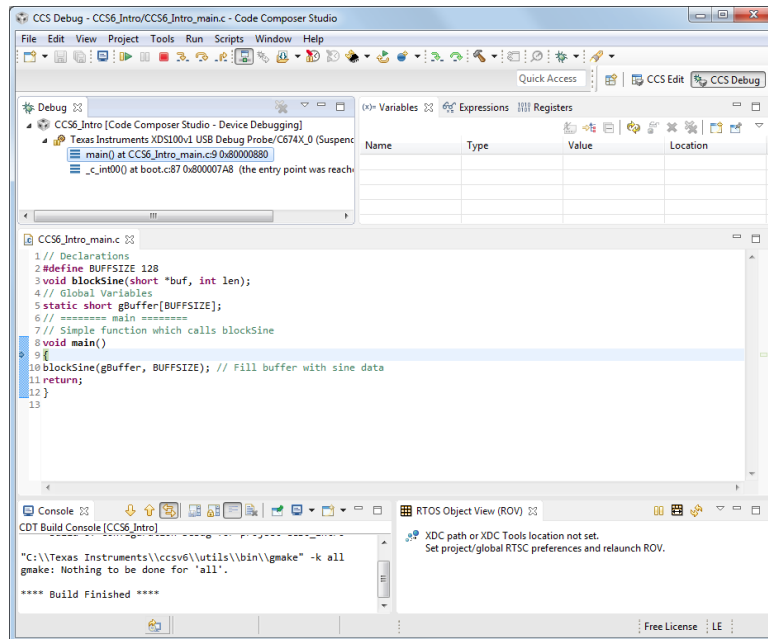 CCS Debug - CCS6_Intro/CCS6_Intro_main.c - Code Composer Studio
File Edit View Project Tools Run Scripts Window Help
Quick Access CCS Edit CCS Debug
Debug
CCS6_Intro [Code Composer Studio - Device Debugging]
Texas Instruments XDS100v1 USB Debug Probe/C674X_0 (Suspend
main() at CCS6_Intro_main.c:9 0x80000880
_c_int00() at boot.c:87 0x800007A8 (the entry point was reache
(x)= Variables Expressions Registers
Name Type Value Location
CCS6_Intro_main.c
1 // Declarations
2 #define BUFFSIZE 128
3 void blockSine(short *buf, int len);
4 // Global Variables
5 static short gBuffer[BUFFSIZE];
6 // ======== main ========
7 // Simple function which calls blockSine
8 void main()
9 {
10 blockSine(gBuffer, BUFFSIZE); // Fill buffer with sine data
11 return;
12 }
13
Console
CDT Build Console [CCS6_Intro]
"C:\\Texas Instruments\\ccsv6\\utils\\bin\\gmake" -k all
gmake: Nothing to be done for 'all'.
**** Build Finished ****
RTOS Object View (ROV)
XDC path or XDC Tools location not set.
Set project/global RTSC preferences and relaunch ROV.
Free License LE